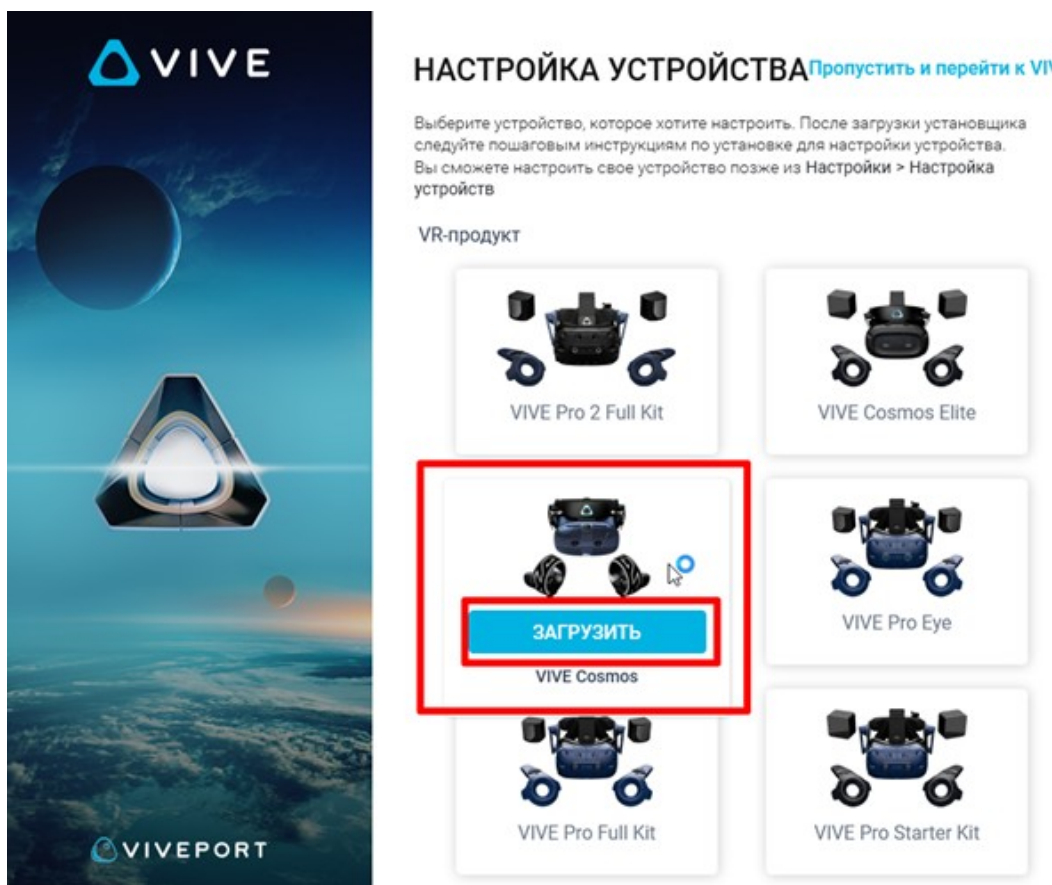 VIVE
НАСТРОЙКА УСТРОЙСТВА
Пропустить и перейти к VI
Выберите устройство, которое хотите настроить. После загрузки установщика
следуйте пошаговым инструкциям по установке для настройки устройства.
Вы сможете настроить свое устройство позже из Настройки > Настройка
устройств
VR-продукт
VIVE Pro 2 Full Kit
VIVE Cosmos Elite
ЗАГРУЗИТЬ
VIVE Cosmos
VIVE Pro Eye
VIVE Pro Full Kit
VIVE Pro Starter Kit
VIVEPORT